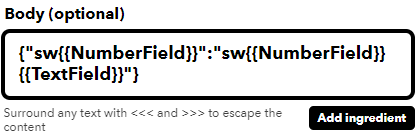 Body (optional)
{"sw{{NumberField}}":"sw{{NumberField}}
{{TextField}}"}
Surround any text with <<< and >>> to escape the
content
Add ingredient